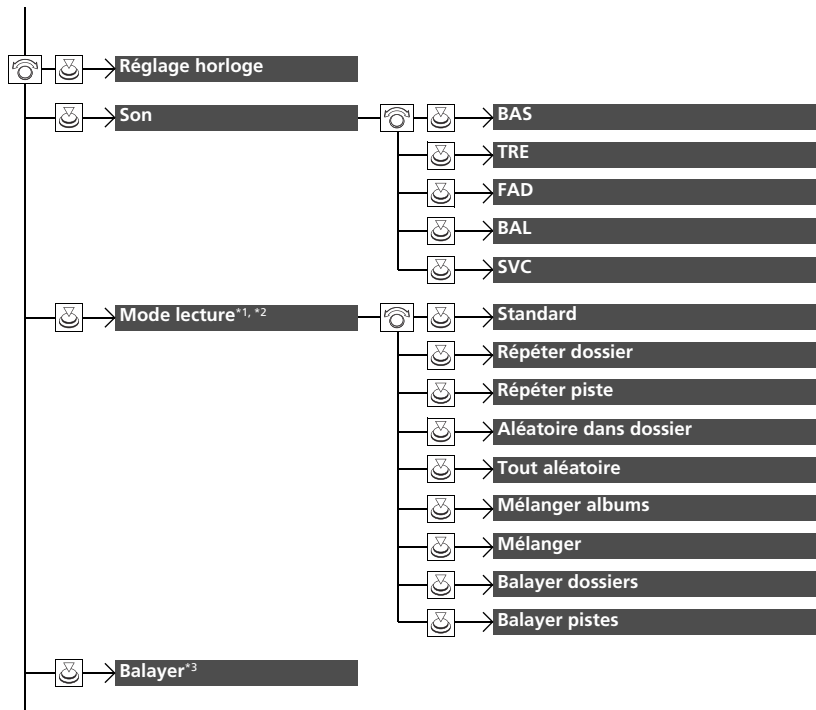 Réglage horloge
Son
BAS
TRE
FAD
BAL
SVC
Mode lecture*1, *2
Standard
Répéter dossier
Répéter piste
Aléatoire dans dossier
Tout aléatoire
Mélanger albums
Mélanger
Balayer dossiers
Balayer pistes
Balayer*3